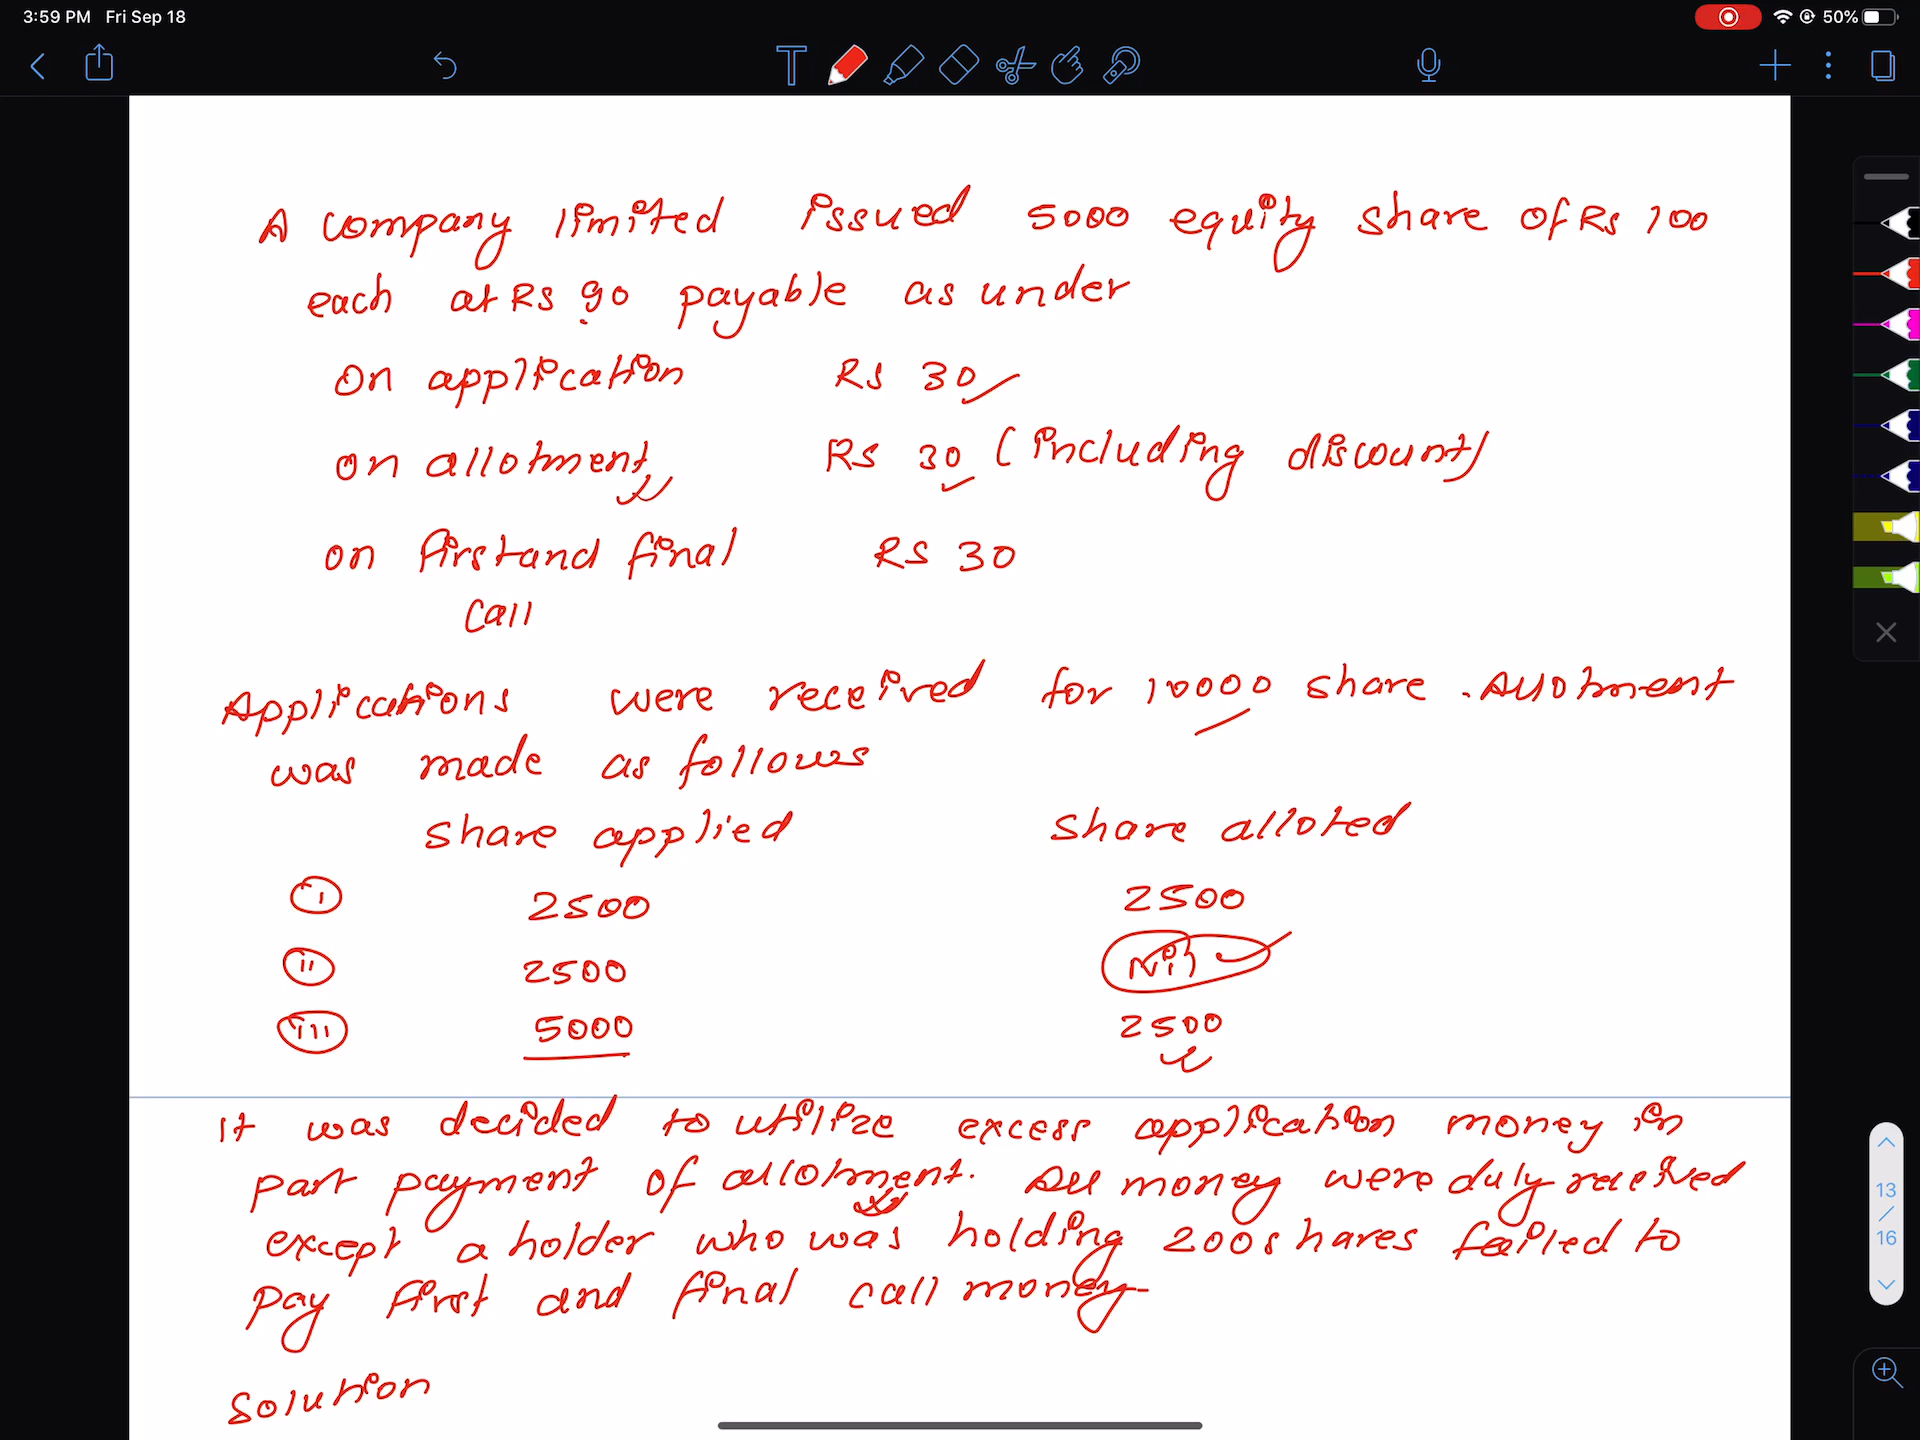 3:59 PM Fri Sep 18
50%
T
A company limited issued 5000 equity share of Rs 100
each at Rs 90 payable as under
on application Rs 30
on allotment Rs 30 (including discount)
on first and final Rs 30
call
Applications were received for 10000 share . Allotment
was made as follows
share applied share alloted
i 2500 2500
ii 2500 Nil
iii 5000 2500
It was decided to utilize excess application money in
part payment of allotment. All money were duly received
except a holder who was holding 200 shares failed to
pay first and final call money
Solution
13
/
16